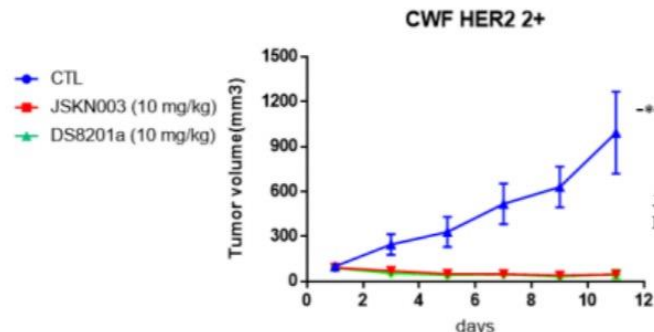 CWF HER2 2+
CTL
JSKN003 (10 mg/kg)
DS8201a (10 mg/kg)
Tumor volume(mm3)
1500
1200
900
600
300
0
0 2 4 6 8 10 12
days
-*